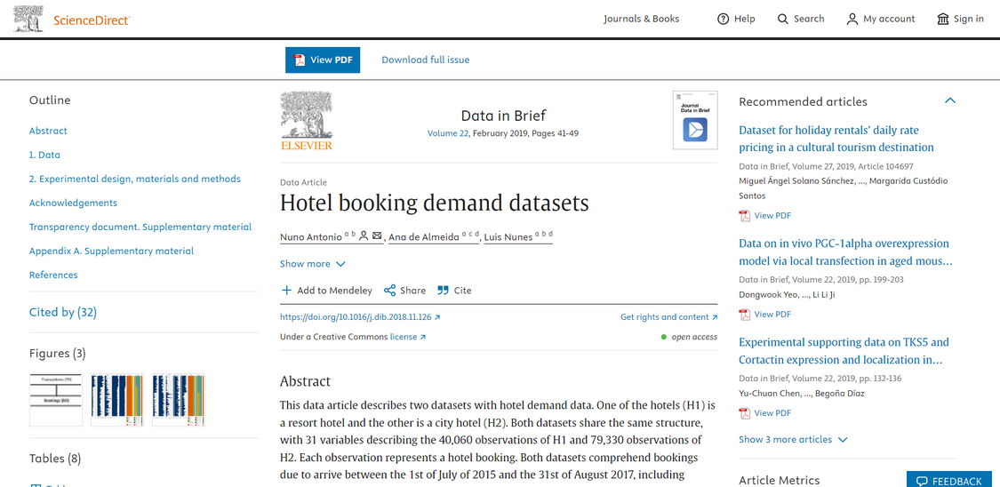 ScienceDirect
Journals & Books
Help
Search
My account
Sign in
View PDF
Download full issue
Outline
Abstract
1. Data
2. Experimental design, materials and methods
Acknowledgements
Transparency document. Supplementary material
Appendix A. Supplementary material
References
Cited by (32)
Figures (3)
Transactions (TR)
Bookings (BO)
Tables (8)
ELSEVIER
Data in Brief
Volume 22, February 2019, Pages 41-49
Journal
Data in Brief
Data Article
Hotel booking demand datasets
Nuno Antonio a b, Ana de Almeida a c d, Luis Nunes a b d
Show more
Add to Mendeley
Share
Cite
https://doi.org/10.1016/j.dib.2018.11.126
Get rights and content
Under a Creative Commons license
open access
Abstract
This data article describes two datasets with hotel demand data. One of the hotels (H1) is
a resort hotel and the other is a city hotel (H2). Both datasets share the same structure,
with 31 variables describing the 40,060 observations of H1 and 79,330 observations of
H2. Each observation represents a hotel booking. Both datasets comprehend bookings
due to arrive between the 1st of July of 2015 and the 31st of August 2017, including
Recommended articles
Dataset for holiday rentals' daily rate
pricing in a cultural tourism destination
Data in Brief, Volume 27, 2019, Article 104697
Miguel Ángel Solano Sánchez, ..., Margarida Custódio
Santos
View PDF
Data on in vivo PGC-1alpha overexpression
model via local transfection in aged mous...
Data in Brief, Volume 22, 2019, pp. 199-203
Dongwook Yeo, ..., Li Li Ji
View PDF
Experimental supporting data on TKS5 and
Cortactin expression and localization in...
Data in Brief, Volume 22, 2019, pp. 132-136
Yu-Chuan Chen, ..., Begoña Díaz
View PDF
Show 3 more articles
Article Metrics
FEEDBACK